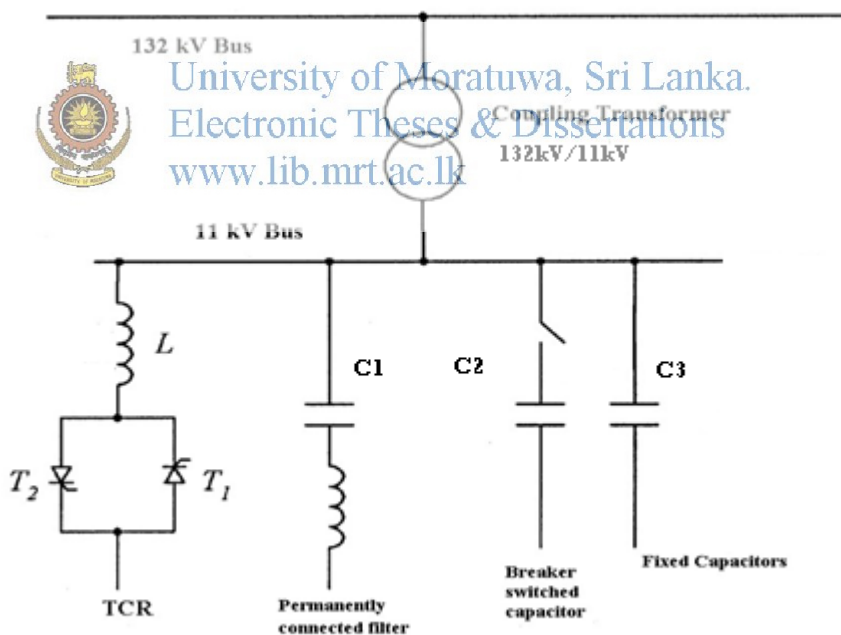 132 kV Bus
University of Moratuwa, Sri Lanka.
Electronic Theses & Dissertations
www.lib.mrt.ac.lk
Coupling Transformer
132kV/11kV
11 kV Bus
L
C1
C2
C3
T2
T1
TCR
Permanently
connected filter
Breaker
switched
capacitor
Fixed Capacitors